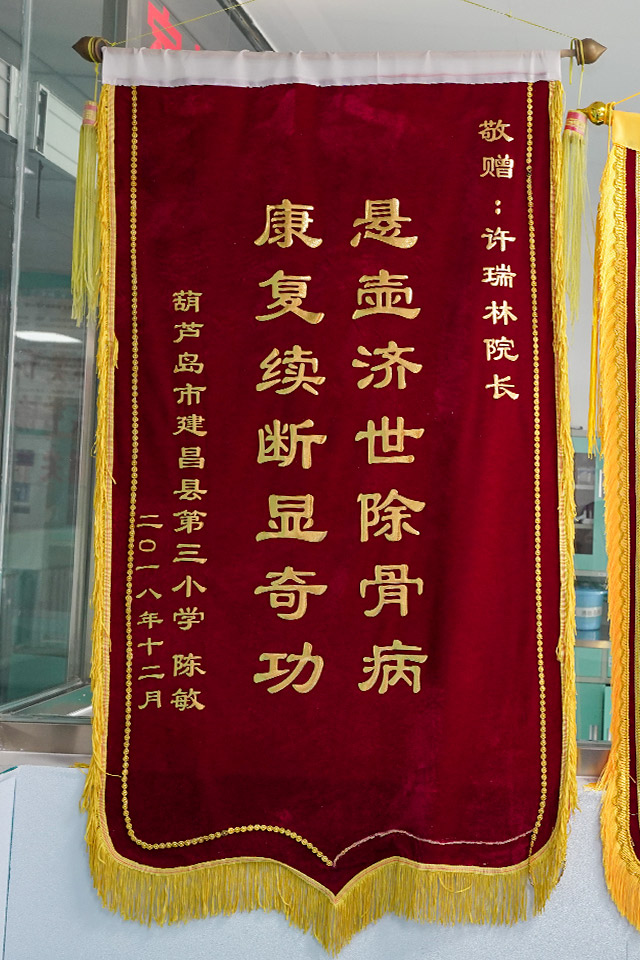 敬赠：许瑞林院长
悬壶济世除骨病
康复续断显奇功
葫芦岛市建昌县第三小学 陈敏
二〇一八年十二月